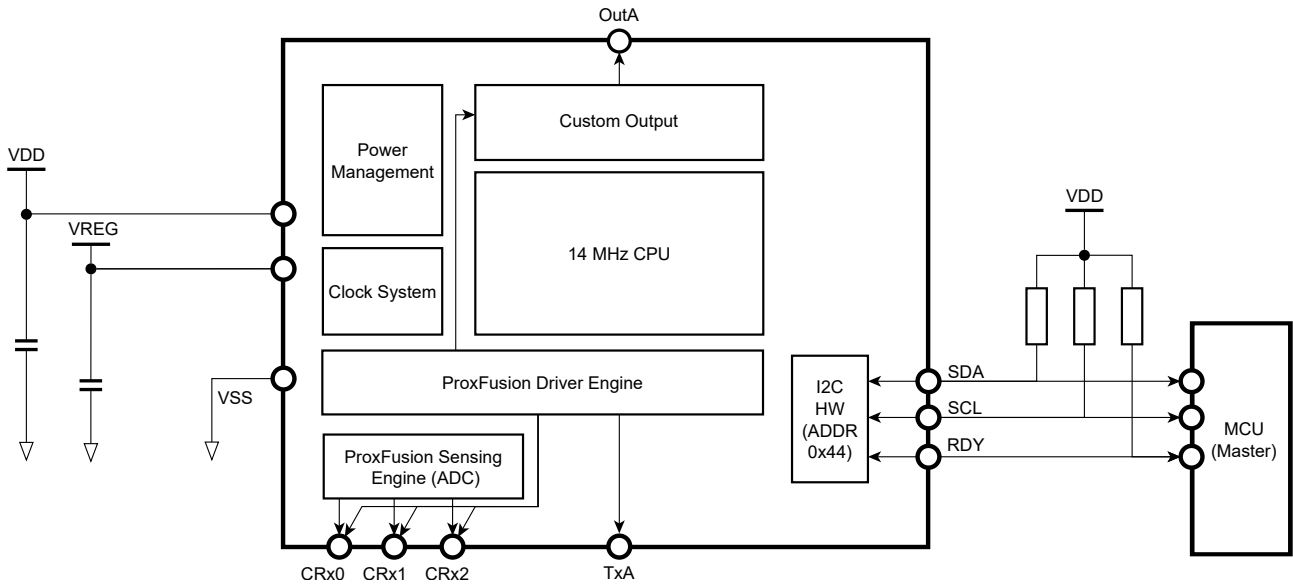 OutA
Power
Management
Custom Output
VDD
VREG
14 MHz CPU
VDD
Clock System
ProxFusion Driver Engine
VSS
I2C
HW
(ADDR
0x44)
SDA
SCL
RDY
MCU
(Master)
ProxFusion Sensing
Engine (ADC)
CRx0
CRx1
CRx2
TxA